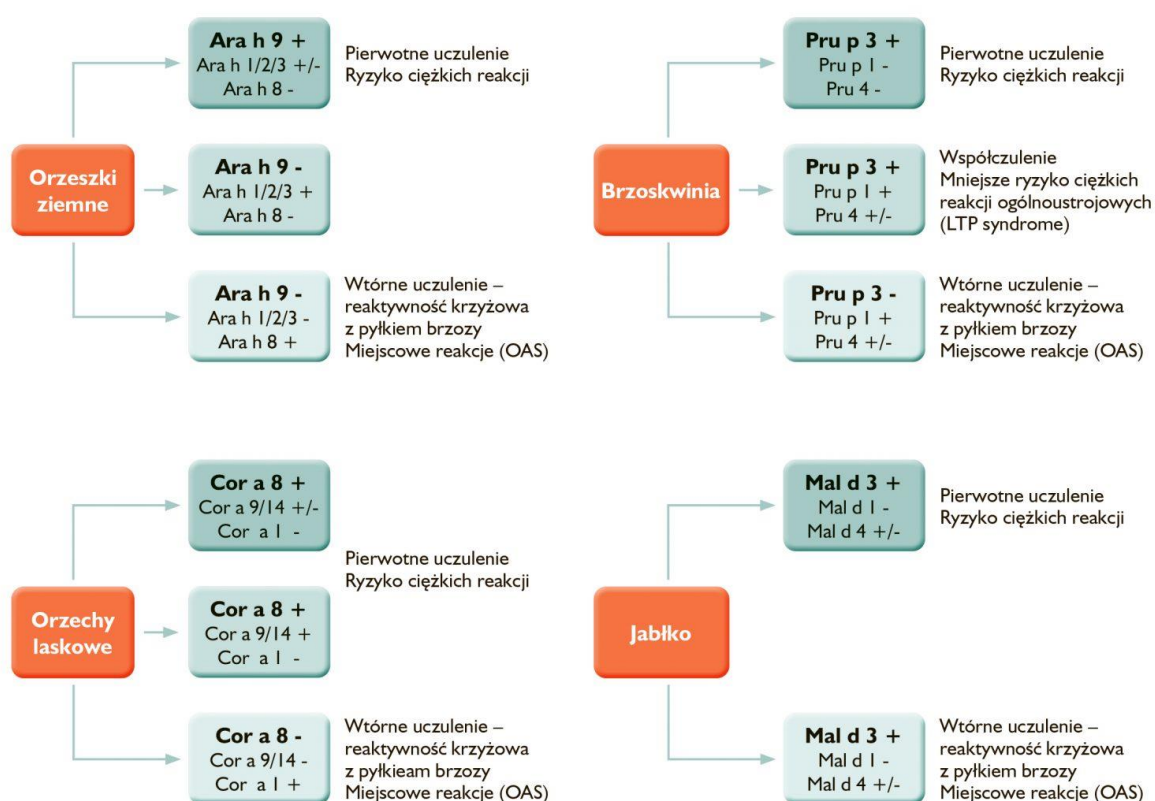 Ara h 9 +
Ara h 1/2/3 +/-
Ara h 8 -
Pierwotne uczulenie
Ryzyko ciężkich reakcji
Orzeszki
ziemne
Ara h 9 -
Ara h 1/2/3 +
Ara h 8 -
Ara h 9 -
Ara h 1/2/3 -
Ara h 8 +
Wtórne uczulenie –
reaktywność krzyżowa
z pyłkiem brzozy
Miejscowe reakcje (OAS)
Pru p 3 +
Pru p 1 -
Pru 4 -
Pierwotne uczulenie
Ryzyko ciężkich reakcji
Brzoskwinia
Pru p 3 +
Pru p 1 +
Pru 4 +/-
Współczulenie
Mniejsze ryzyko ciężkich
reakcji ogólnoustrojowych
(LTP syndrome)
Pru p 3 -
Pru p 1 +
Pru 4 +/-
Wtórne uczulenie –
reaktywność krzyżowa
z pyłkiem brzozy
Miejscowe reakcje (OAS)
Cor a 8 +
Cor a 9/14 +/-
Cor a 1 -
Pierwotne uczulenie
Ryzyko ciężkich reakcji
Orzechy
laskowe
Cor a 8 +
Cor a 9/14 +
Cor a 1 -
Cor a 8 -
Cor a 9/14 -
Cor a 1 +
Wtórne uczulenie –
reaktywność krzyżowa
z pyłkieam brzozy
Miejscowe reakcje (OAS)
Mal d 3 +
Mal d 1 -
Mal d 4 +/-
Pierwotne uczulenie
Ryzyko ciężkich reakcji
Jabłko
Mal d 3 +
Mal d 1 -
Mal d 4 +/-
Wtórne uczulenie –
reaktywność krzyżowa
z pyłkiem brzozy
Miejscowe reakcje (OAS)